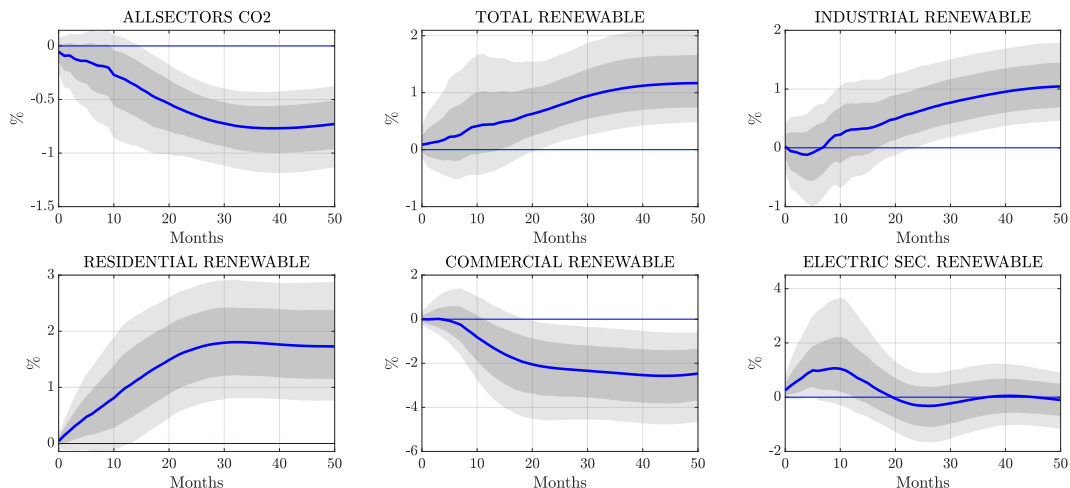 ALLSECTORS CO2
TOTAL RENEWABLE
INDUSTRIAL RENEWABLE
0
-0.5
-1
-1.5
%
0 10 20 30 40 50
Months
2
1
0
-1
%
0 10 20 30 40 50
Months
2
1
0
-1
%
0 10 20 30 40 50
Months
RESIDENTIAL RENEWABLE
COMMERCIAL RENEWABLE
ELECTRIC SEC. RENEWABLE
3
2
1
0
%
0 10 20 30 40 50
Months
2
0
-2
-4
-6
%
0 10 20 30 40 50
Months
4
2
0
-2
%
0 10 20 30 40 50
Months